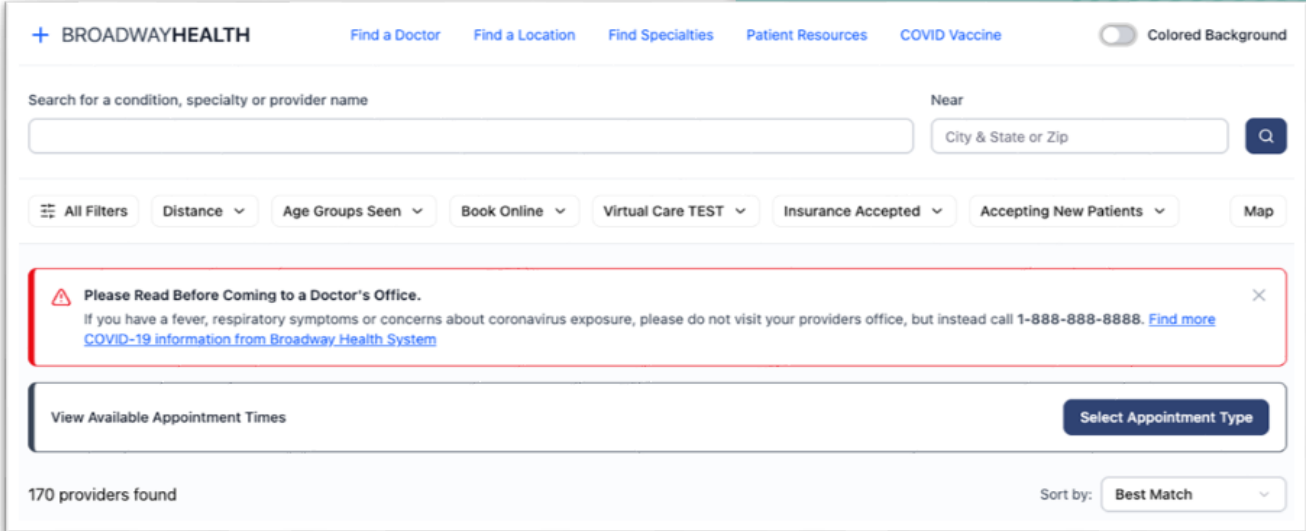 BROADWAYHEALTH Find a Doctor Find a Location Find Specialties Patient Resources COVID Vaccine Colored Background
Search for a condition, specialty or provider name Near
City & State or Zip
All Filters Distance Age Groups Seen Book Online Virtual Care TEST Insurance Accepted Accepting New Patients Map
Please Read Before Coming to a Doctor's Office.
If you have a fever, respiratory symptoms or concerns about coronavirus exposure, please do not visit your providers office, but instead call 1-888-888-8888. Find more
COVID-19 information from Broadway Health System
View Available Appointment Times Select Appointment Type
170 providers found Sort by: Best Match